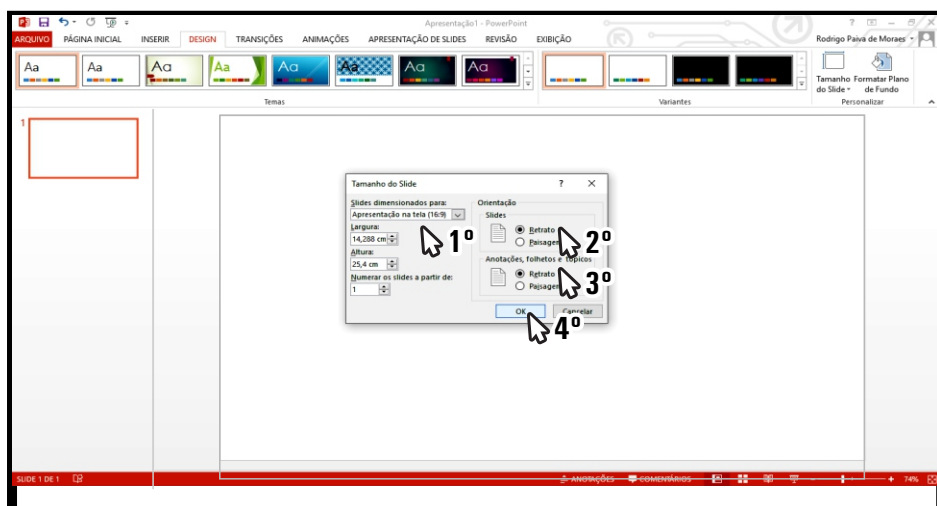 Apresentação1 - PowerPoint
ARQUIVO PÁGINA INICIAL INSERIR DESIGN TRANSIÇÕES ANIMAÇÕES APRESENTAÇÃO DE SLIDES REVISÃO EXIBIÇÃO Rodrigo Paiva de Moraes
Aa Aa Aa Aa Aa Aa Aa Aa
Tamanho do Slide Formatar Plano de Fundo
Temas Variantes Personalizar
1
Tamanho do Slide ? X
Slides dimensionados para:
Apresentação na tela (16:9)
1º
Largura:
14,288 cm
Altura:
25,4 cm
Numerar os slides a partir de:
1
Orientação
Slides
Retrato
Paisagem
2º
Anotações, folhetos e tópicos
Retrato
Paisagem
3º
OK Cancelar
4º
SLIDE 1 DE 1 ANOTAÇÕES COMENTÁRIOS 74%